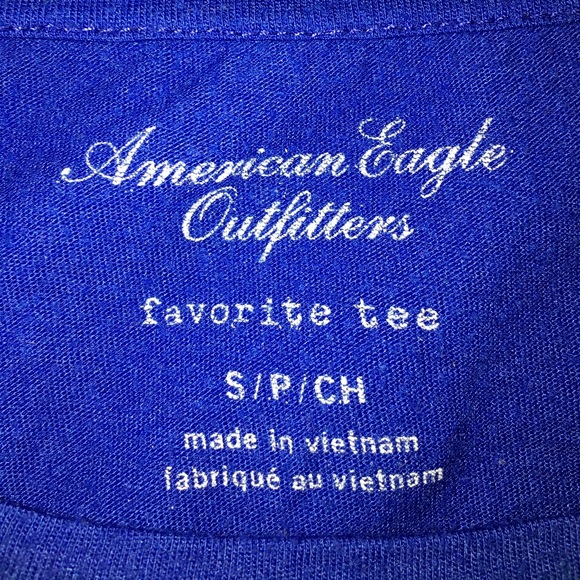 American Eagle
Outfitters
favorite tee
S/P/CH
made in vietnam
fabriqué au vietnam